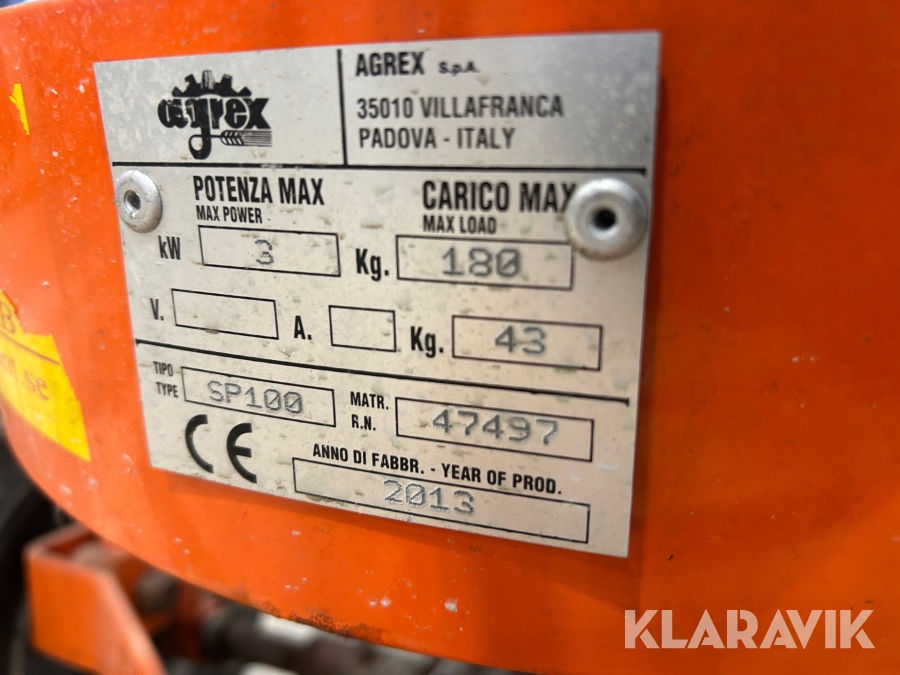 agrex
AGREX S.p.A.
35010 VILLAFRANCA
PADOVA - ITALY
POTENZA MAX
MAX POWER
CARICO MAX
MAX LOAD
kW 3 Kg. 180
V. A. Kg. 43
TIPO
TYPE SP100
MATR.
R.N. 47497
CE
ANNO DI FABBR. - YEAR OF PROD.
2013
B
.se
KLARAVIK